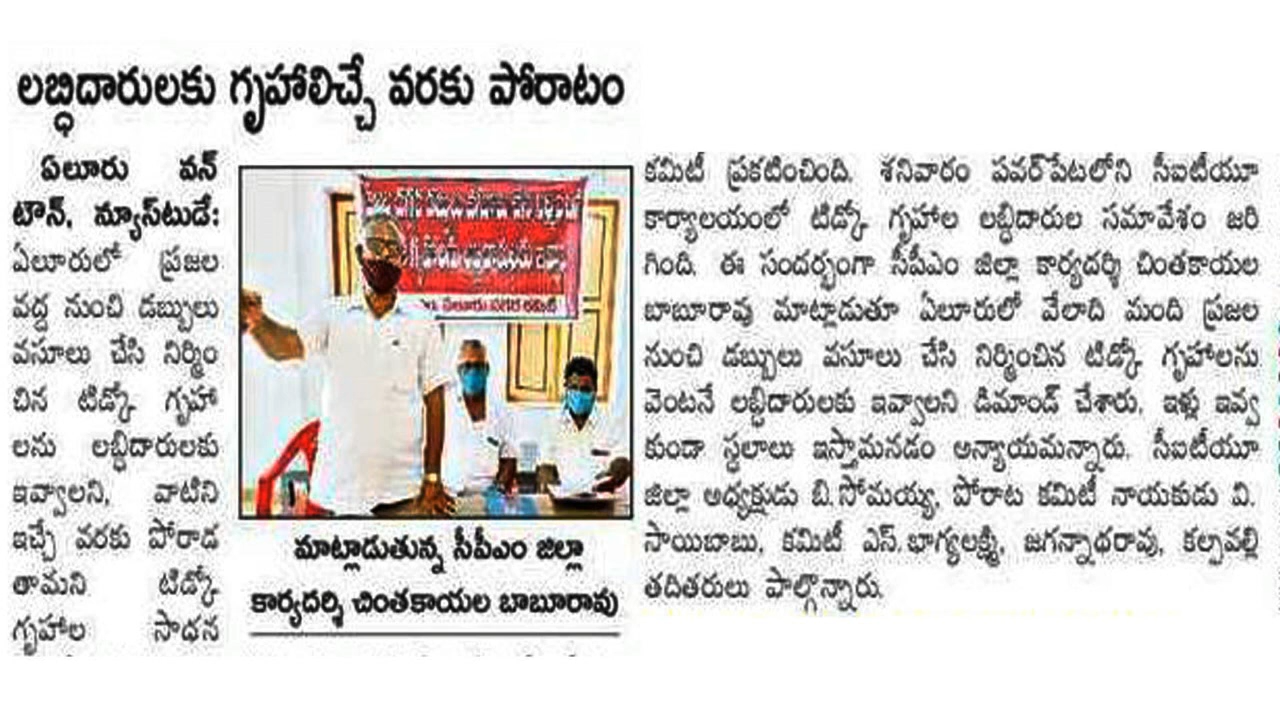 లబ్ధిదారులకు గృహాలిచ్చే వరకు పోరాటం
ఏలూరు వన్
టౌన్, న్యూస్‌టుడే:
ఏలూరులో ప్రజల
వద్ద నుంచి డబ్బులు
వసూలు చేసి నిర్మిం
చిన టిడ్కో గృహా
లను లబ్ధిదారులకు
ఇవ్వాలని, వాటిని
ఇచ్చే వరకు పోరాడ
తామని టిడ్కో
గృహాల సాధన
మాట్లాడుతున్న సీపీఎం జిల్లా
కార్యదర్శి చింతకాయల బాబూరావు
కమిటీ ప్రకటించింది. శనివారం పవర్‌పేటలోని సీఐటీయూ
కార్యాలయంలో టిడ్కో గృహాల లబ్ధిదారుల సమావేశం జరి
గింది. ఈ సందర్భంగా సీపీఎం జిల్లా కార్యదర్శి చింతకాయల
బాబూరావు మాట్లాడుతూ ఏలూరులో వేలాది మంది ప్రజల
నుంచి డబ్బులు వసూలు చేసి నిర్మించిన టిడ్కో గృహాలను
వెంటనే లబ్ధిదారులకు ఇవ్వాలని డిమాండ్ చేశారు. ఇళ్లు ఇవ్వ
కుండా స్థలాలు ఇస్తామనడం అన్యాయమన్నారు. సీఐటీయూ
జిల్లా అధ్యక్షుడు బి.సోమయ్య, పోరాట కమిటీ నాయకుడు వి.
సాయిబాబు, కమిటీ ఎస్.భాగ్యలక్ష్మి, జగన్నాథరావు, కల్పవల్లి
తదితరులు పాల్గొన్నారు.